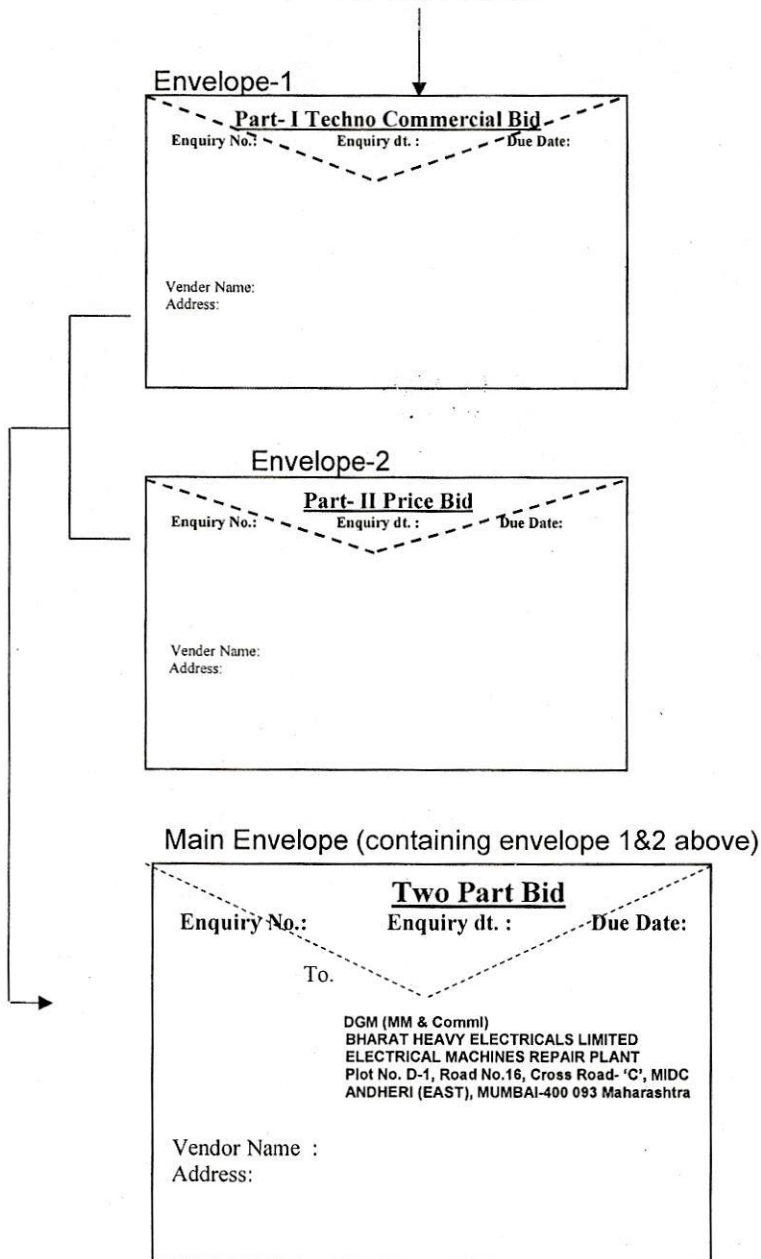 Envelope-1
Part- I Techno Commercial Bid
Enquiry No.: Enquiry dt. : Due Date:
Vender Name:
Address:
Envelope-2
Part- II Price Bid
Enquiry No.: Enquiry dt. : Due Date:
Vender Name:
Address:
Main Envelope (containing envelope 1&2 above)
Two Part Bid
Enquiry No.: Enquiry dt. : Due Date:
To.
DGM (MM & Comml)
BHARAT HEAVY ELECTRICALS LIMITED
ELECTRICAL MACHINES REPAIR PLANT
Plot No. D-1, Road No.16, Cross Road- ‘C’, MIDC
ANDHERI (EAST), MUMBAI-400 093 Maharashtra
Vendor Name :
Address: